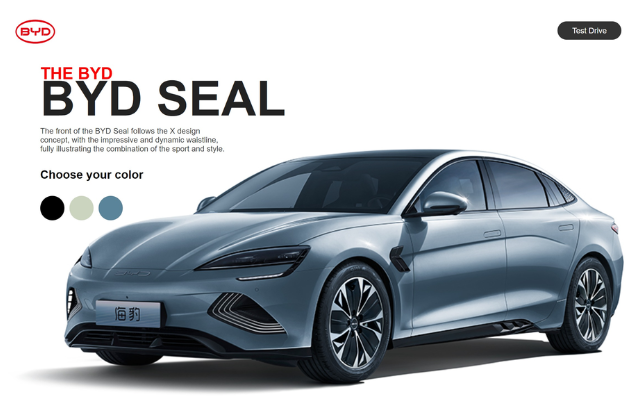 BYD
Test Drive
THE BYD
BYD SEAL
The front of the BYD Seal follows the X design
concept, with the impressive and dynamic waistline,
fully illustrating the combination of the sport and style.
Choose your color
BYD
海豹